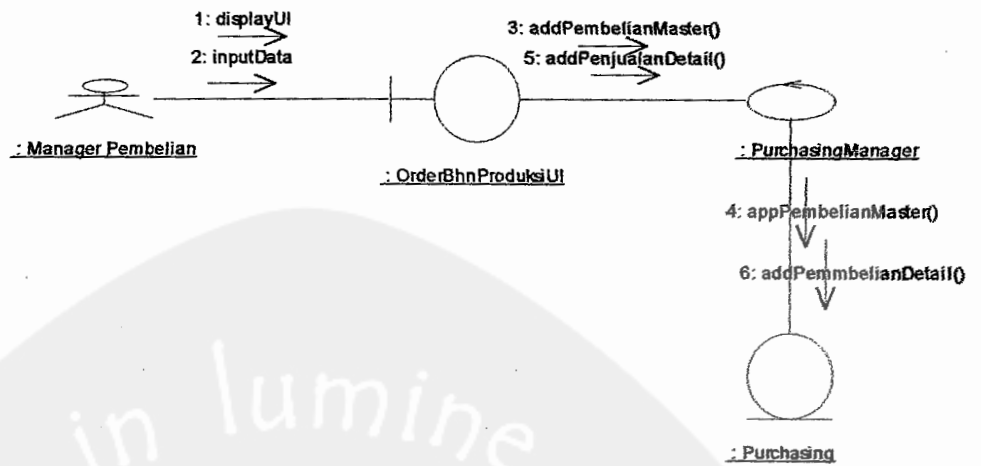 1: displayUI
2: inputData
3: addPembelianMaster()
5: addPenjualanDetail()
: Manager Pembelian
: OrderBhnProduksiUI
: PurchasingManager
4: appPembelianMaster()
6: addPemmbelianDetail()
: Purchasing
in lumine